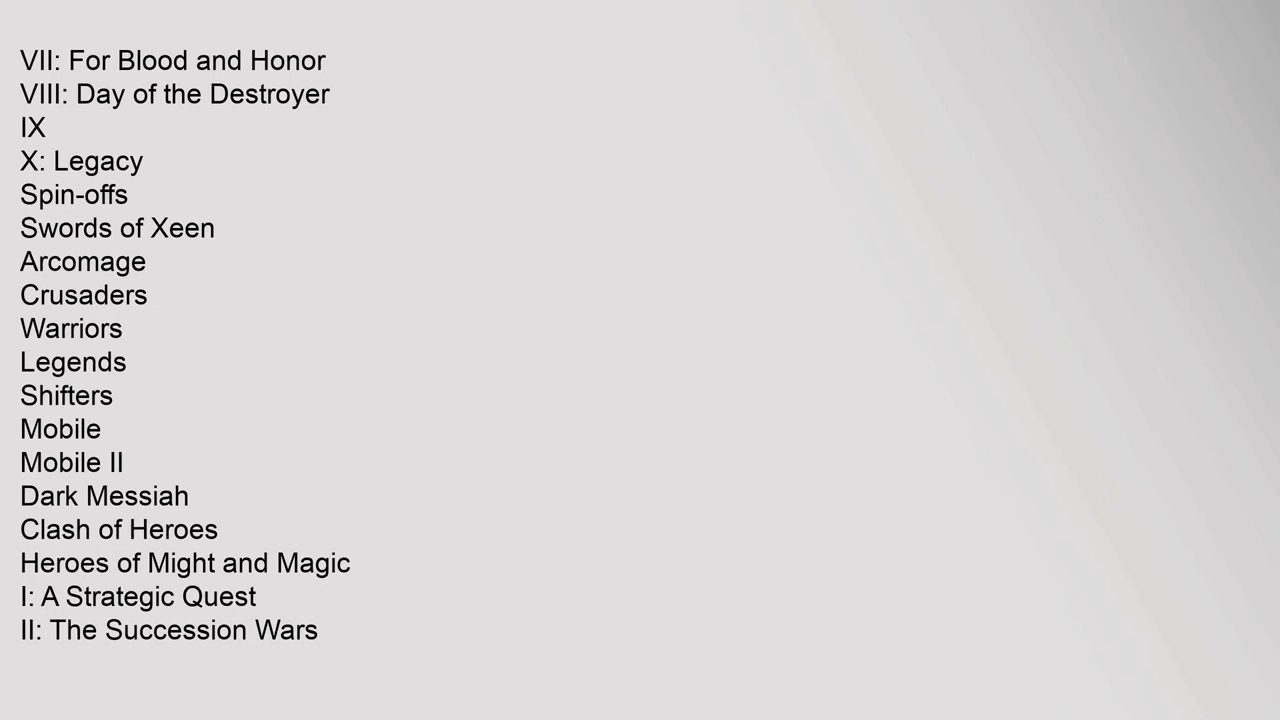 VII: For Blood and Honor
VIII: Day of the Destroyer
IX
X: Legacy
Spin-offs
Swords of Xeen
Arcomage
Crusaders
Warriors
Legends
Shifters
Mobile
Mobile II
Dark Messiah
Clash of Heroes
Heroes of Might and Magic
I: A Strategic Quest
II: The Succession Wars